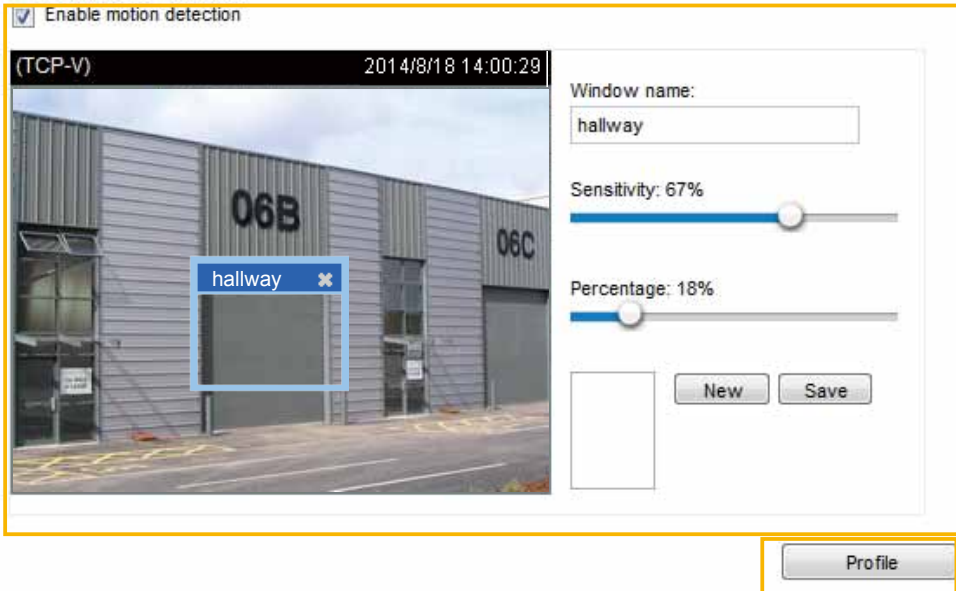 Enable motion detection
(TCP-V) 2014/8/18 14:00:29
Window name:
hallway
Sensitivity: 67%
06B
06C
hallway
Percentage: 18%
New Save
Profile